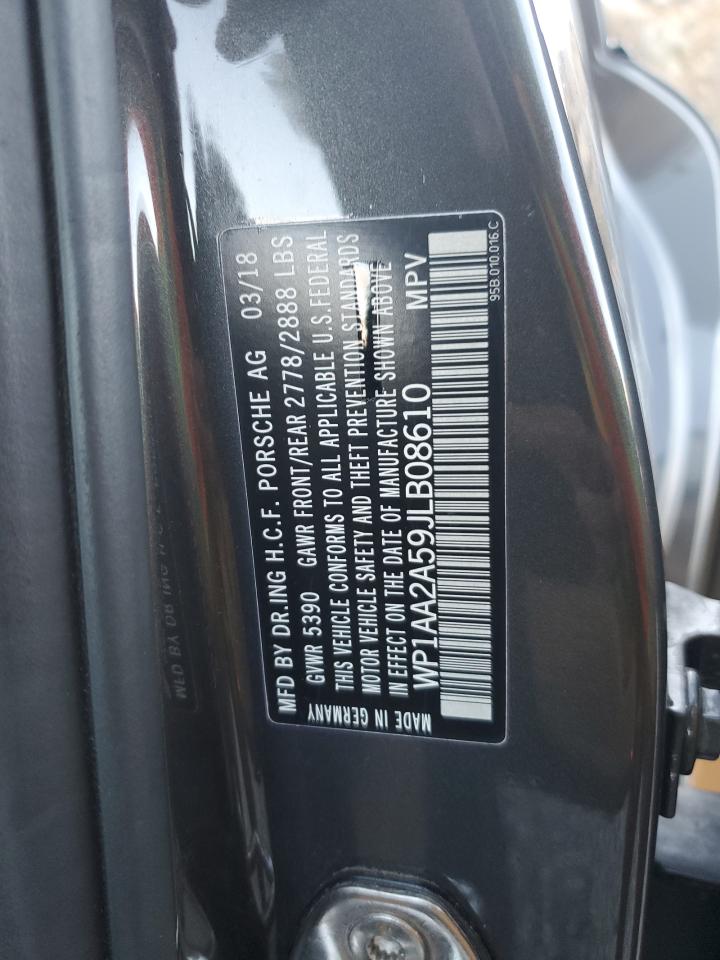 MFD BY DR.ING H.C.F. PORSCHE AG 03/18
GVWR 5390 GAWR FRONT/REAR 2778/2888 LBS
THIS VEHICLE CONFORMS TO ALL APPLICABLE U.S.FEDERAL
MOTOR VEHICLE SAFETY AND THEFT PREVENTION STANDARDS
IN EFFECT ON THE DATE OF MANUFACTURE SHOWN ABOVE
WP1AA2A59JLB08610 MPV
MADE IN GERMANY
95B.010.016.C